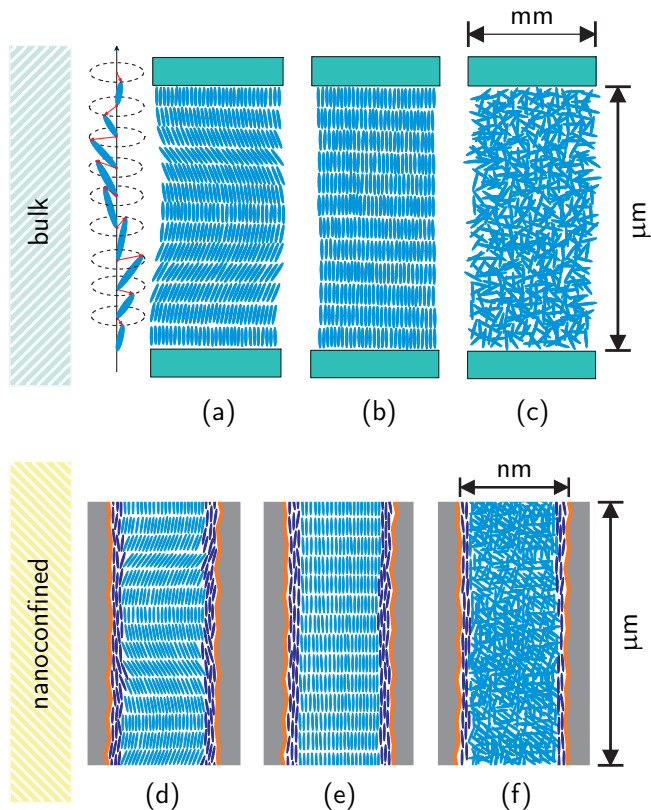 mm
bulk
μm
(a)
(b)
(c)
nm
nanoconfined
μm
(d)
(e)
(f)